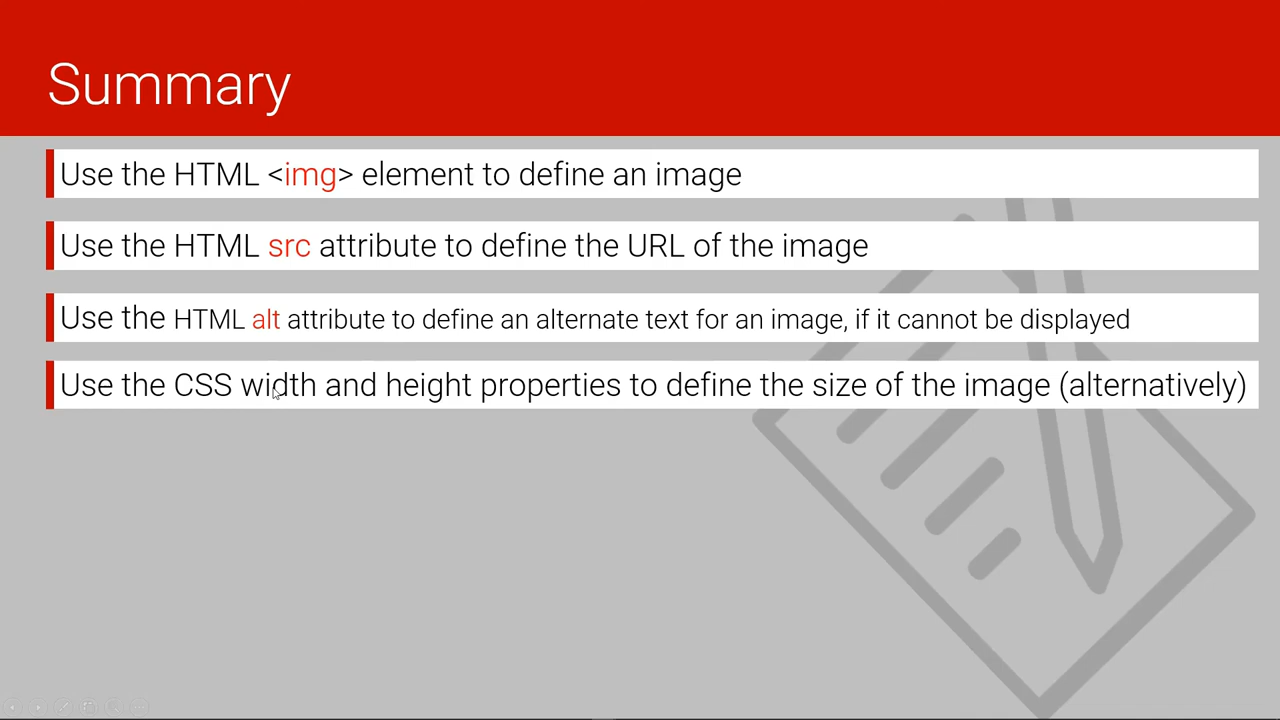 Summary
Use the HTML <img> element to define an image
Use the HTML src attribute to define the URL of the image
Use the HTML alt attribute to define an alternate text for an image, if it cannot be displayed
Use the CSS width and height properties to define the size of the image (alternatively)